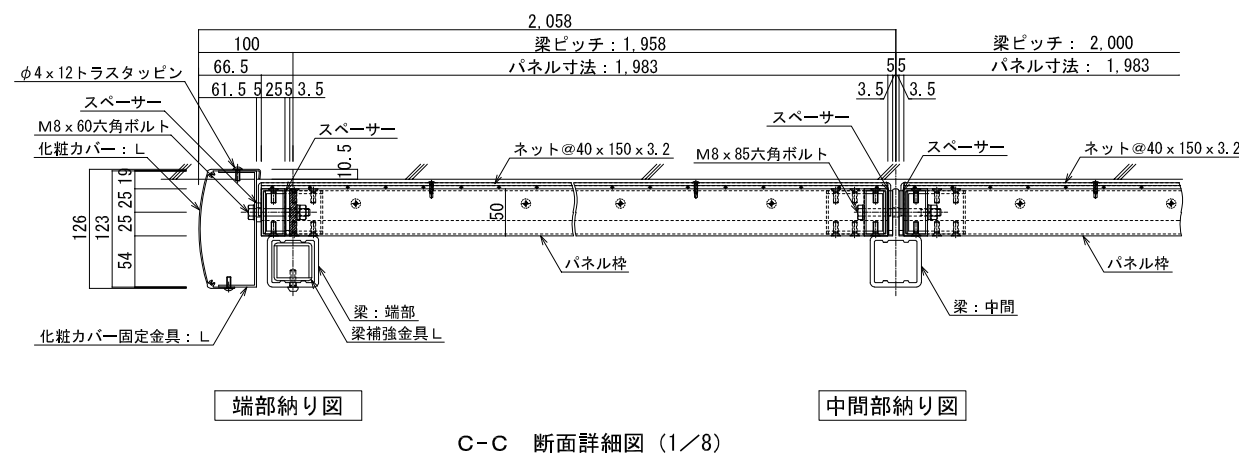 2,058
100
梁ピッチ：1,958
梁ピッチ： 2,000
66.5
パネル寸法：1,983
5
5
パネル寸法： 1,983
φ4x12トラスタッピン
61.5
5
25
5
3.5
3.5
3.5
スペーサー
M8x60六角ボルト
化粧カバー：L
スペーサー
ネット@40x150x3.2
スペーサー
M8x85六角ボルト
スペーサー
ネット@40x150x3.2
10.5
126
123
19
25
25
54
50
パネル枠
パネル枠
梁：端部
梁補強金具L
化粧カバー固定金具：L
梁：中間
端部納り図
中間部納り図
C-C 断面詳細図（1／8）